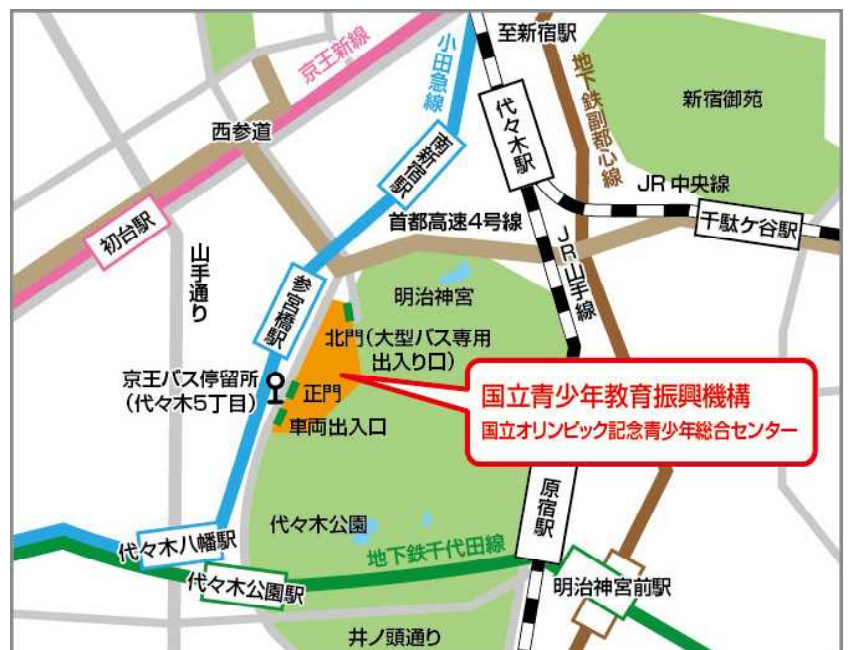 至新宿駅
京王新線
小田急線
地下鉄副都心線
新宿御苑
代々木駅
西参道
南新宿駅
JR中央線
千駄ケ谷駅
首都高速4号線
初台駅
山手通り
JR山手線
参宮橋駅
明治神宮
北門(大型バス専用
出入り口)
京王バス停留所
(代々木5丁目)
正門
車両出入口
国立青少年教育振興機構
国立オリンピック記念青少年総合センター
原宿駅
代々木公園
代々木八幡駅
地下鉄千代田線
代々木公園駅
明治神宮前駅
井ノ頭通り